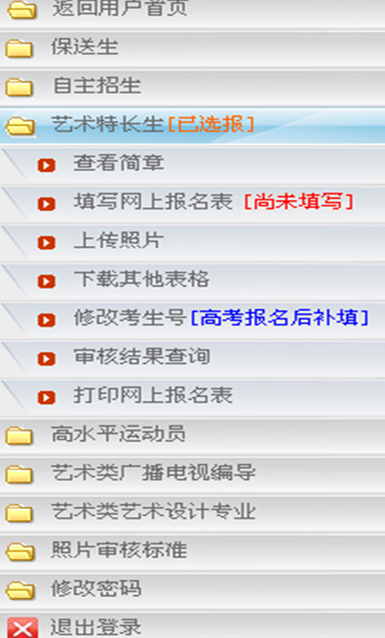 返回用户首页
保送生
自主招生
艺术特长生[已选报]
查看简章
填写网上报名表 [尚未填写]
上传照片
下载其他表格
修改考生号[高考报名后补填]
审核结果查询
打印网上报名表
高水平运动员
艺术类广播电视编导
艺术类艺术设计专业
照片审核标准
修改密码
退出登录